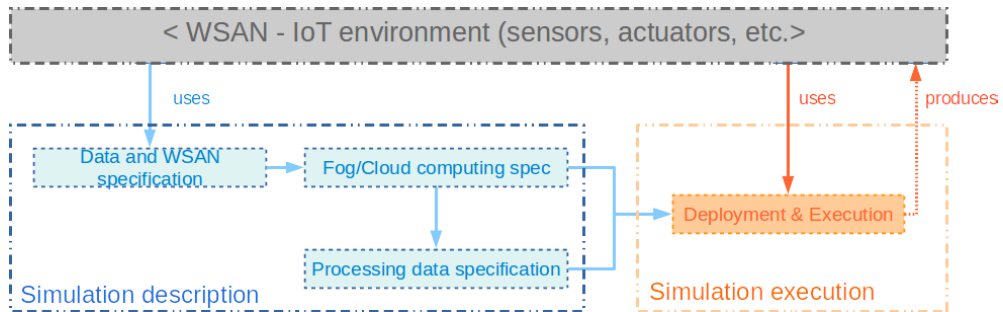 < WSAN - IoT environment (sensors, actuators, etc.>
uses
uses
produces
Data and WSAN
specification
Fog/Cloud computing spec
Deployment & Execution
Processing data specification
Simulation description
Simulation execution